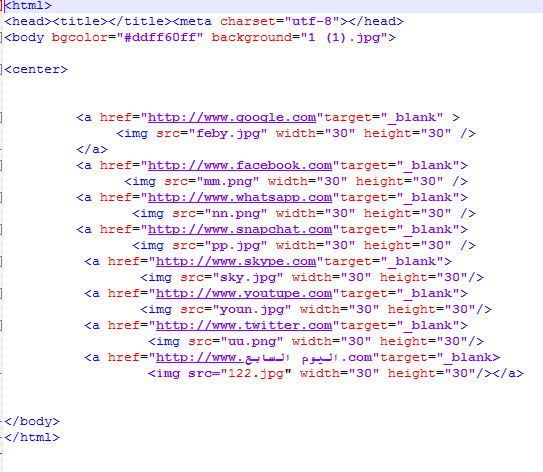 <html>
<head><title></title><meta charset="utf-8"></head>
<body bgcolor="#ddff60ff" background="1 (1).jpg">
<center>
<a href="http://www.google.com"target="_blank" >
<img src="feby.jpg" width="30" height="30" />
</a>
<a href="http://www.facebook.com"target="_blank">
<img src="mm.png" width="30" height="30" />
<a href="http://www.whatsapp.com"target="_blank">
<img src="nn.png" width="30" height="30" />
<a href="http://www.snapchat.com"target="_blank">
<img src="pp.jpg" width="30" height="30" />
<a href="http://www.skype.com"target="_blank">
<img src="sky.jpg" width="30" height="30"/>
<a href="http://www.youtupe.com"target="_blank">
<img src="youn.jpg" width="30" height="30"/>
<a href="http://www.twitter.com"target="_blank">
<img src="uu.png" width="30" height="30"/>
<a href="http://www.اليوم السابع.com"target="_blank>
<img src="122.jpg" width="30" height="30"/></a>
</body>
</html>